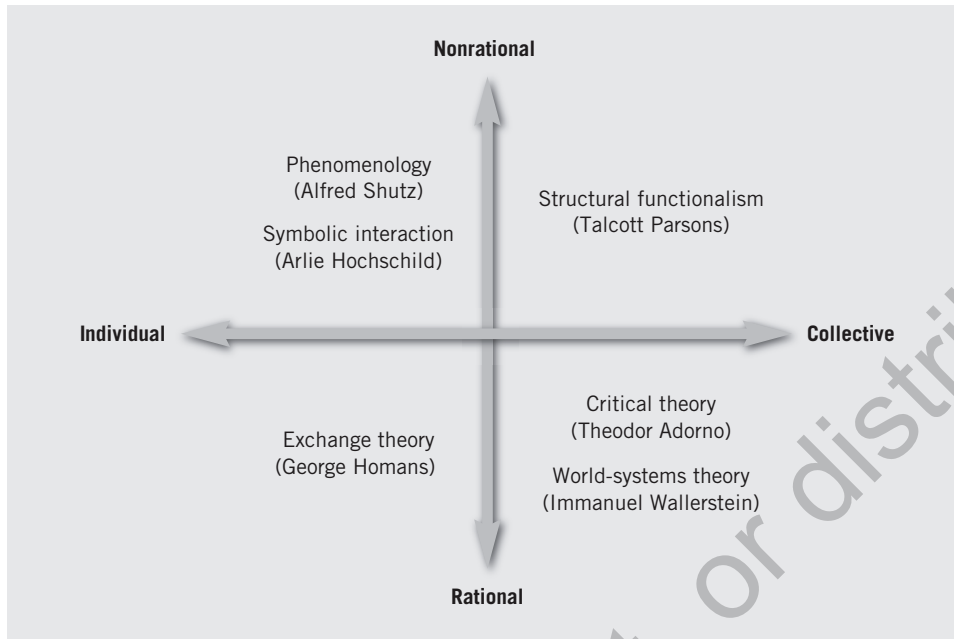 Nonrational
Phenomenology
(Alfred Shutz)
Symbolic interaction
(Arlie Hochschild)
Structural functionalism
(Talcott Parsons)
Individual
Collective
Exchange theory
(George Homans)
Critical theory
(Theodor Adorno)
World-systems theory
(Immanuel Wallerstein)
Rational
or